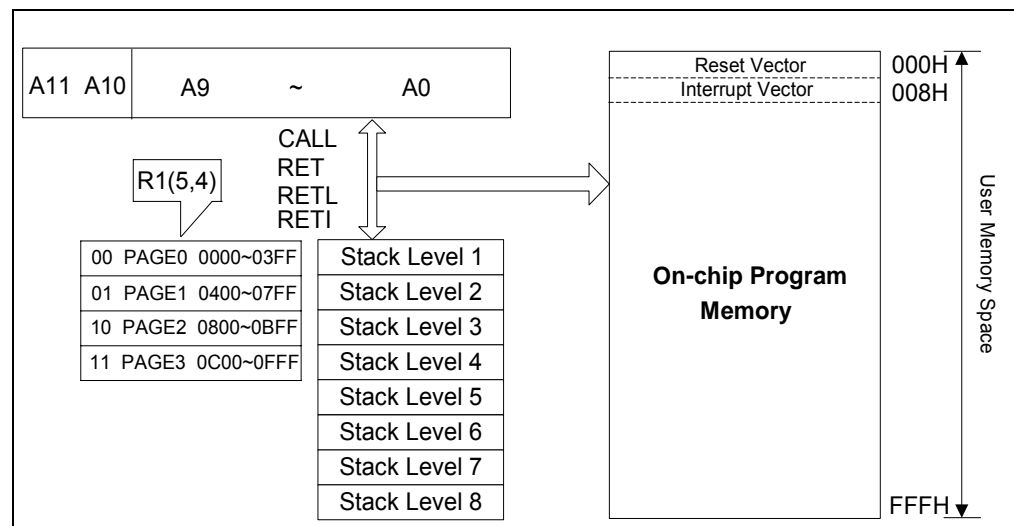 A11 A10 A9 ~ A0
CALL
RET
RETL
RETI
R1(5,4)
00 PAGE0 0000~03FF
01 PAGE1 0400~07FF
10 PAGE2 0800~0BFF
11 PAGE3 0C00~0FFF
Stack Level 1
Stack Level 2
Stack Level 3
Stack Level 4
Stack Level 5
Stack Level 6
Stack Level 7
Stack Level 8
Reset Vector 000H
Interrupt Vector 008H
On-chip Program
Memory
FFFH
User Memory Space